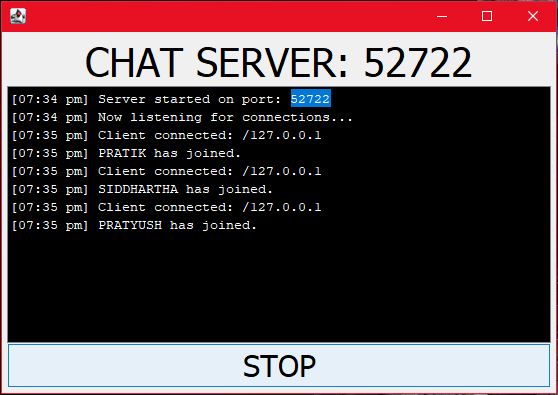 CHAT SERVER: 52722
[07:34 pm] Server started on port: 52722
[07:34 pm] Now listening for connections...
[07:35 pm] Client connected: /127.0.0.1
[07:35 pm] PRATIK has joined.
[07:35 pm] Client connected: /127.0.0.1
[07:35 pm] SIDDHARTHA has joined.
[07:35 pm] Client connected: /127.0.0.1
[07:35 pm] PRATYUSH has joined.
STOP